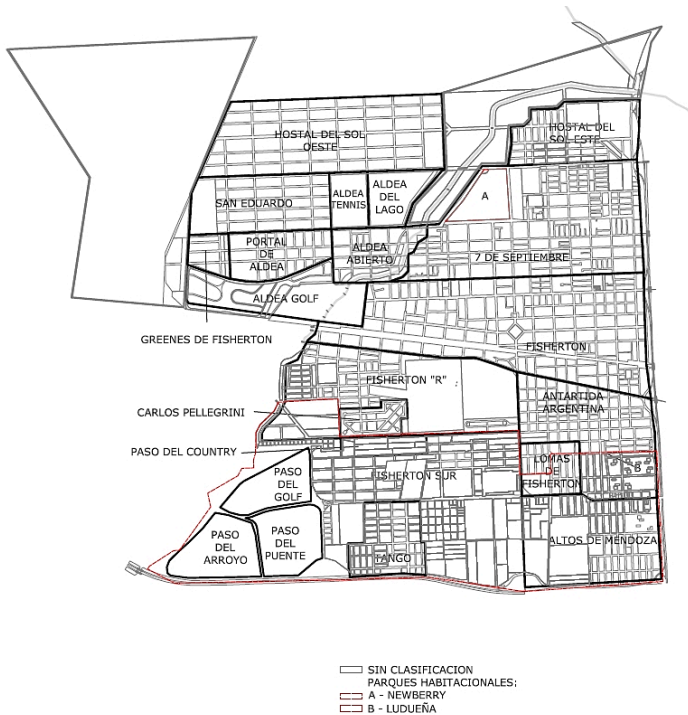 HOSTAL DEL SOL
OESTE
HOSTAL DEL
SOL ESTE
SAN EDUARDO
ALDEA
TENNIS
ALDEA
DEL
LAGO
A
PORTAL
DE
ALDEA
ALDEA
ABIERTO
7 DE SEPTIEMBRE
ALDEA GOLF
GREENES DE FISHERTON
FISHERTON
FISHERTON "R"
ANTARTIDA
ARGENTINA
CARLOS PELLEGRINI
PASO DEL COUNTRY
LOMAS
DE
FISHERTON
B
PASO
DEL
GOLF
FISHERTON SUR
PASO
DEL
ARROYO
PASO
DEL
PUENTE
TANGO
ALTOS DE MENDOZA
SIN CLASIFICACION
PARQUES HABITACIONALES:
A - NEWBERRY
B - LUDUEÑA